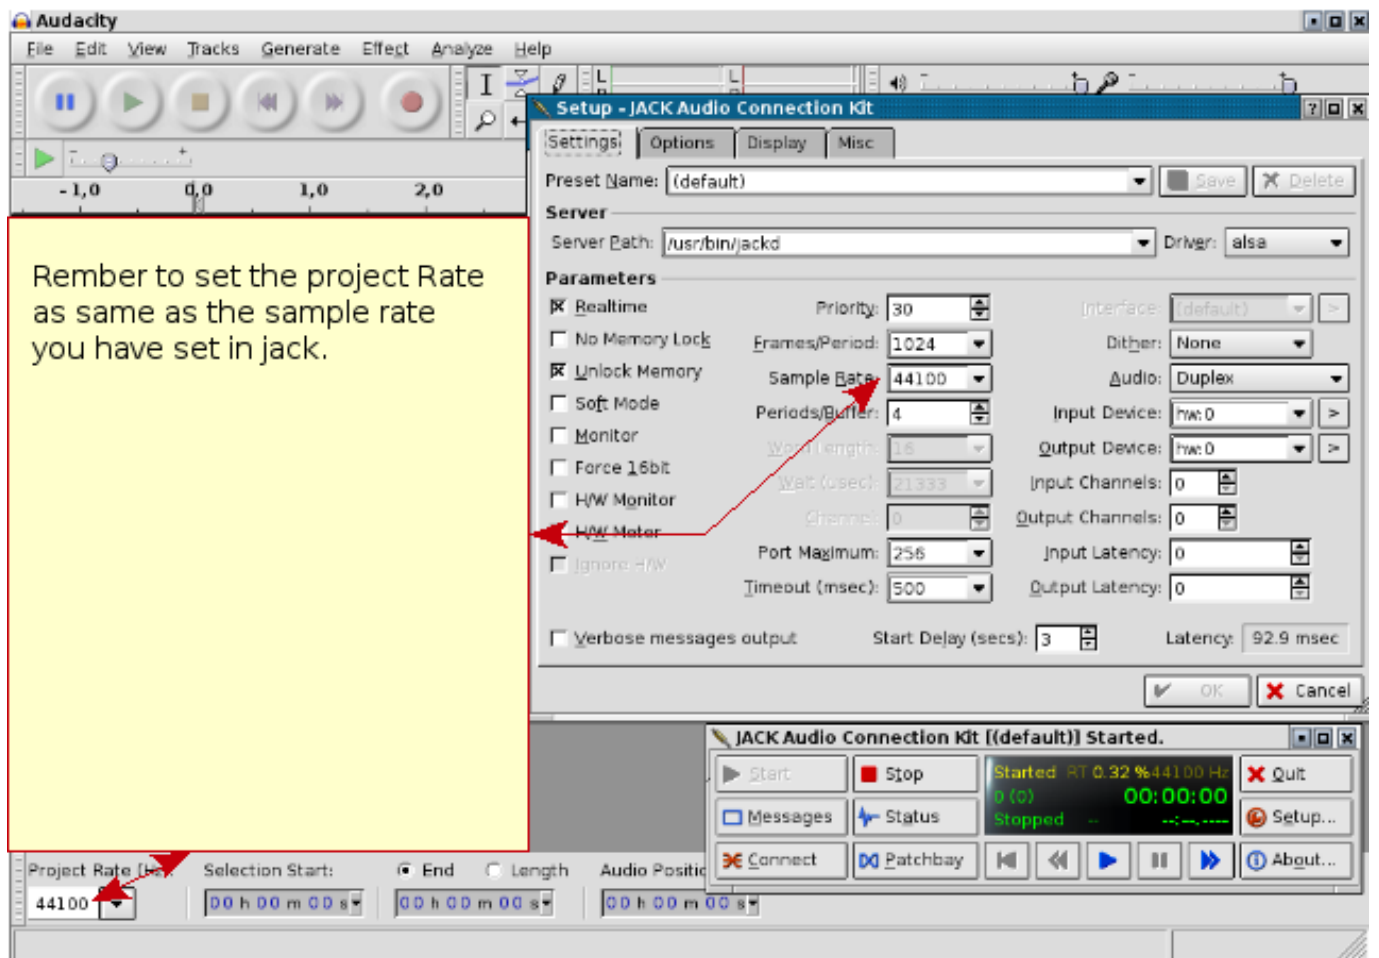 Audacity
File Edit View Tracks Generate Effect Analyze Help
L
L
Setup - JACK Audio Connection Kit
Settings Options Display Misc
-1,0 0,0 1,0 2,0
Preset Name: (default) Save Delete
Server
Server Path: /usr/bin/jackd Driver: alsa
Parameters
Realtime Priority: 30 Interface: (default) >
No Memory Lock Frames/Period: 1024 Dither: None
Unlock Memory Sample Rate: 44100 Audio: Duplex
Soft Mode Periods/Buffer: 4 Input Device: hw:0 >
Monitor Word Length: 16 Output Device: hw:0 >
Force 16bit Wait (usec): 21333 Input Channels: 0
H/W Monitor Channel: 0 Output Channels: 0
H/W Meter Port Maximum: 256 Input Latency: 0
Ignore H/W Timeout (msec): 500 Output Latency: 0
Verbose messages output Start Delay (secs): 3 Latency: 92.9 msec
OK Cancel
Rember to set the project Rate
as same as the sample rate
you have set in jack.
JACK Audio Connection Kit [(default)] Started.
Start Stop Started RT 0.32 % 44100 Hz Quit
0 (0) 00:00:00
Messages Status Stopped -- --:--.---- Setup...
Connect Patchbay About...
Project Rate (Hz): Selection Start: End Length Audio Positio
44100 00 h 00 m 00 s 00 h 00 m 00 s 00 h 00 m 00 s